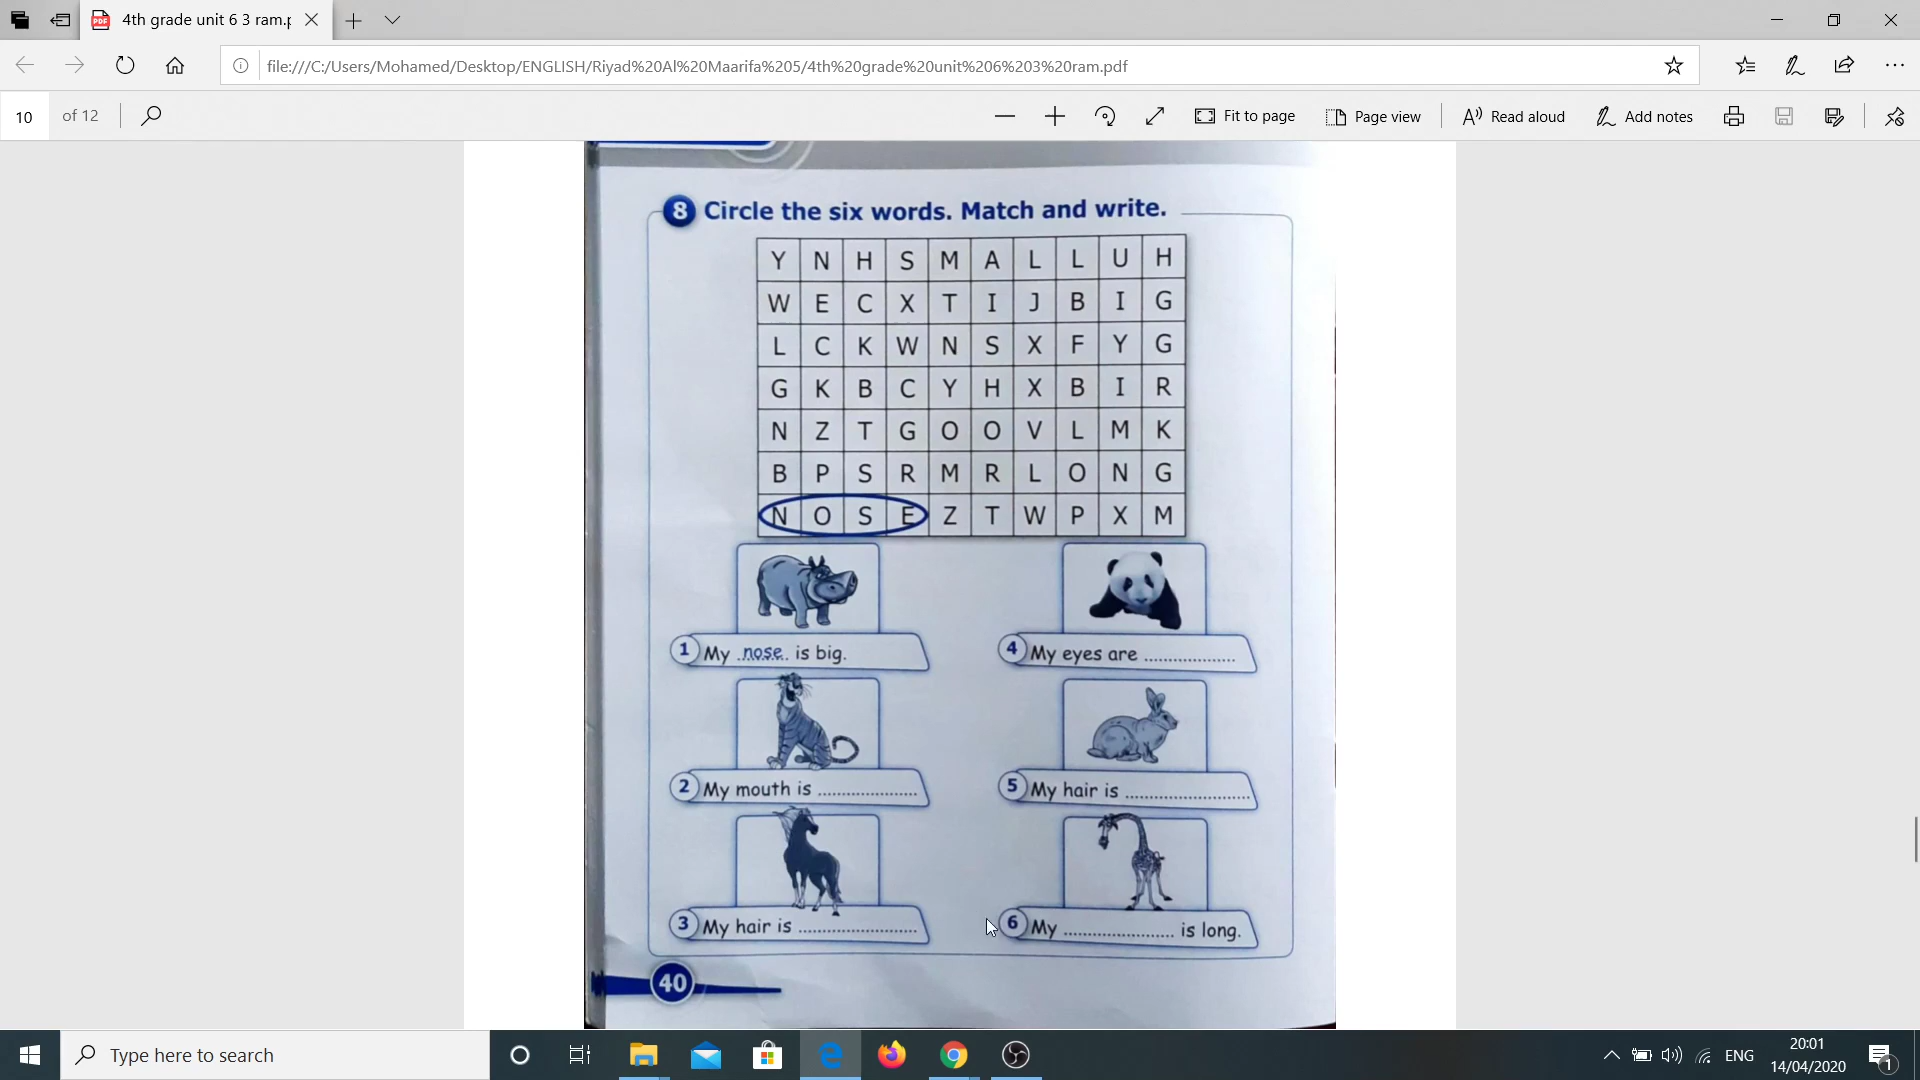 4th grade unit 6 3 ram.p
file:///C:/Users/Mohamed/Desktop/ENGLISH/Riyad%20Al%20Maarifa%205/4th%20grade%20unit%206%203%20ram.pdf
10 of 12 Fit to page Page view Read aloud Add notes
8 Circle the six words. Match and write.
Y N H S M A L L U H
W E C X T I J B I G
L C K W N S X F Y G
G K B C Y H X B I R
N Z T G O O V L M K
B P S R M R L O N G
N O S E Z T W P X M
1 My nose is big.
4 My eyes are ..................
2 My mouth is ...................
5 My hair is ........................
3 My hair is .......................
6 My ..................... is long.
40
Type here to search
ENG
20:01
14/04/2020
1